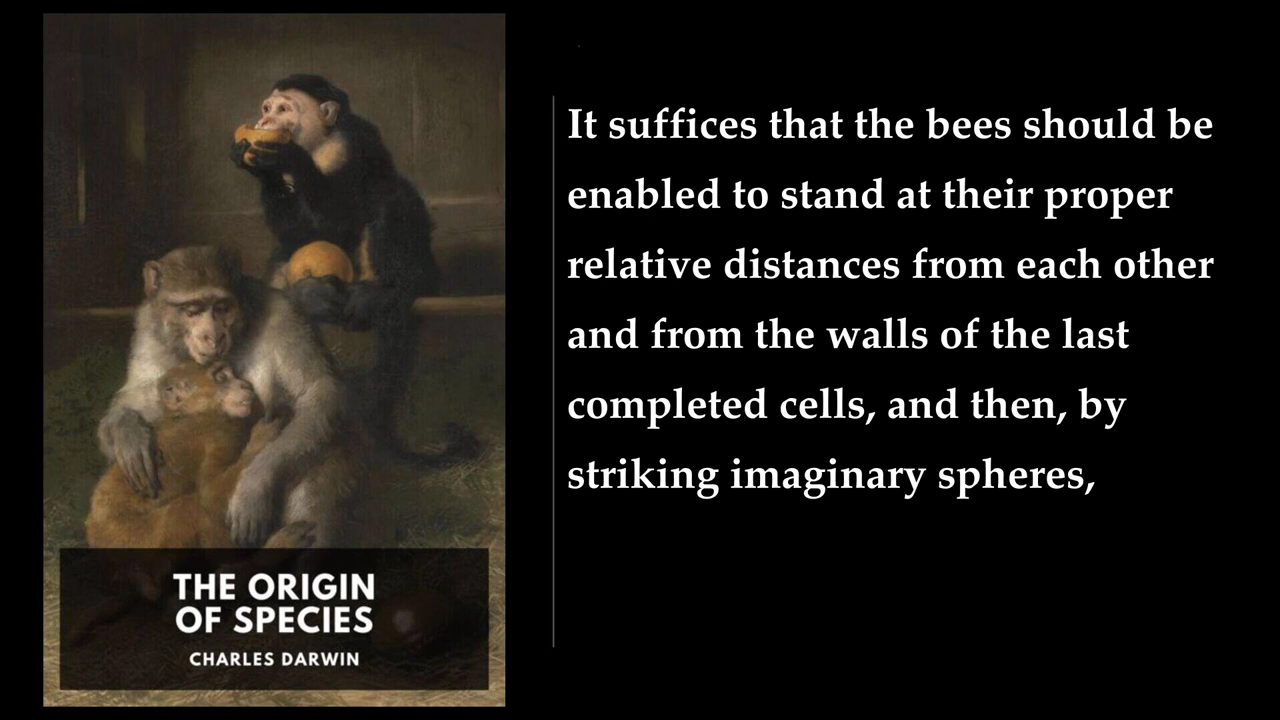 THE ORIGIN
OF SPECIES
CHARLES DARWIN
It suffices that the bees should be
enabled to stand at their proper
relative distances from each other
and from the walls of the last
completed cells, and then, by
striking imaginary spheres,